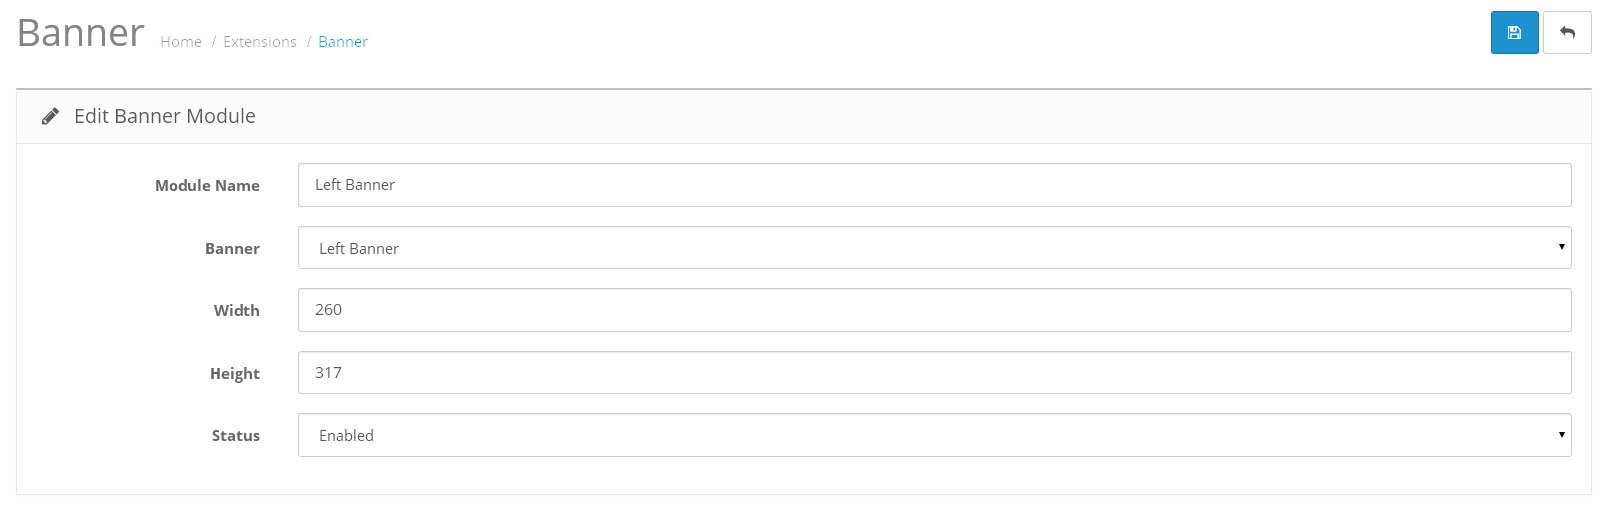 Banner Home / Extensions / Banner
Edit Banner Module
Module Name Left Banner
Banner Left Banner
Width 260
Height 317
Status Enabled